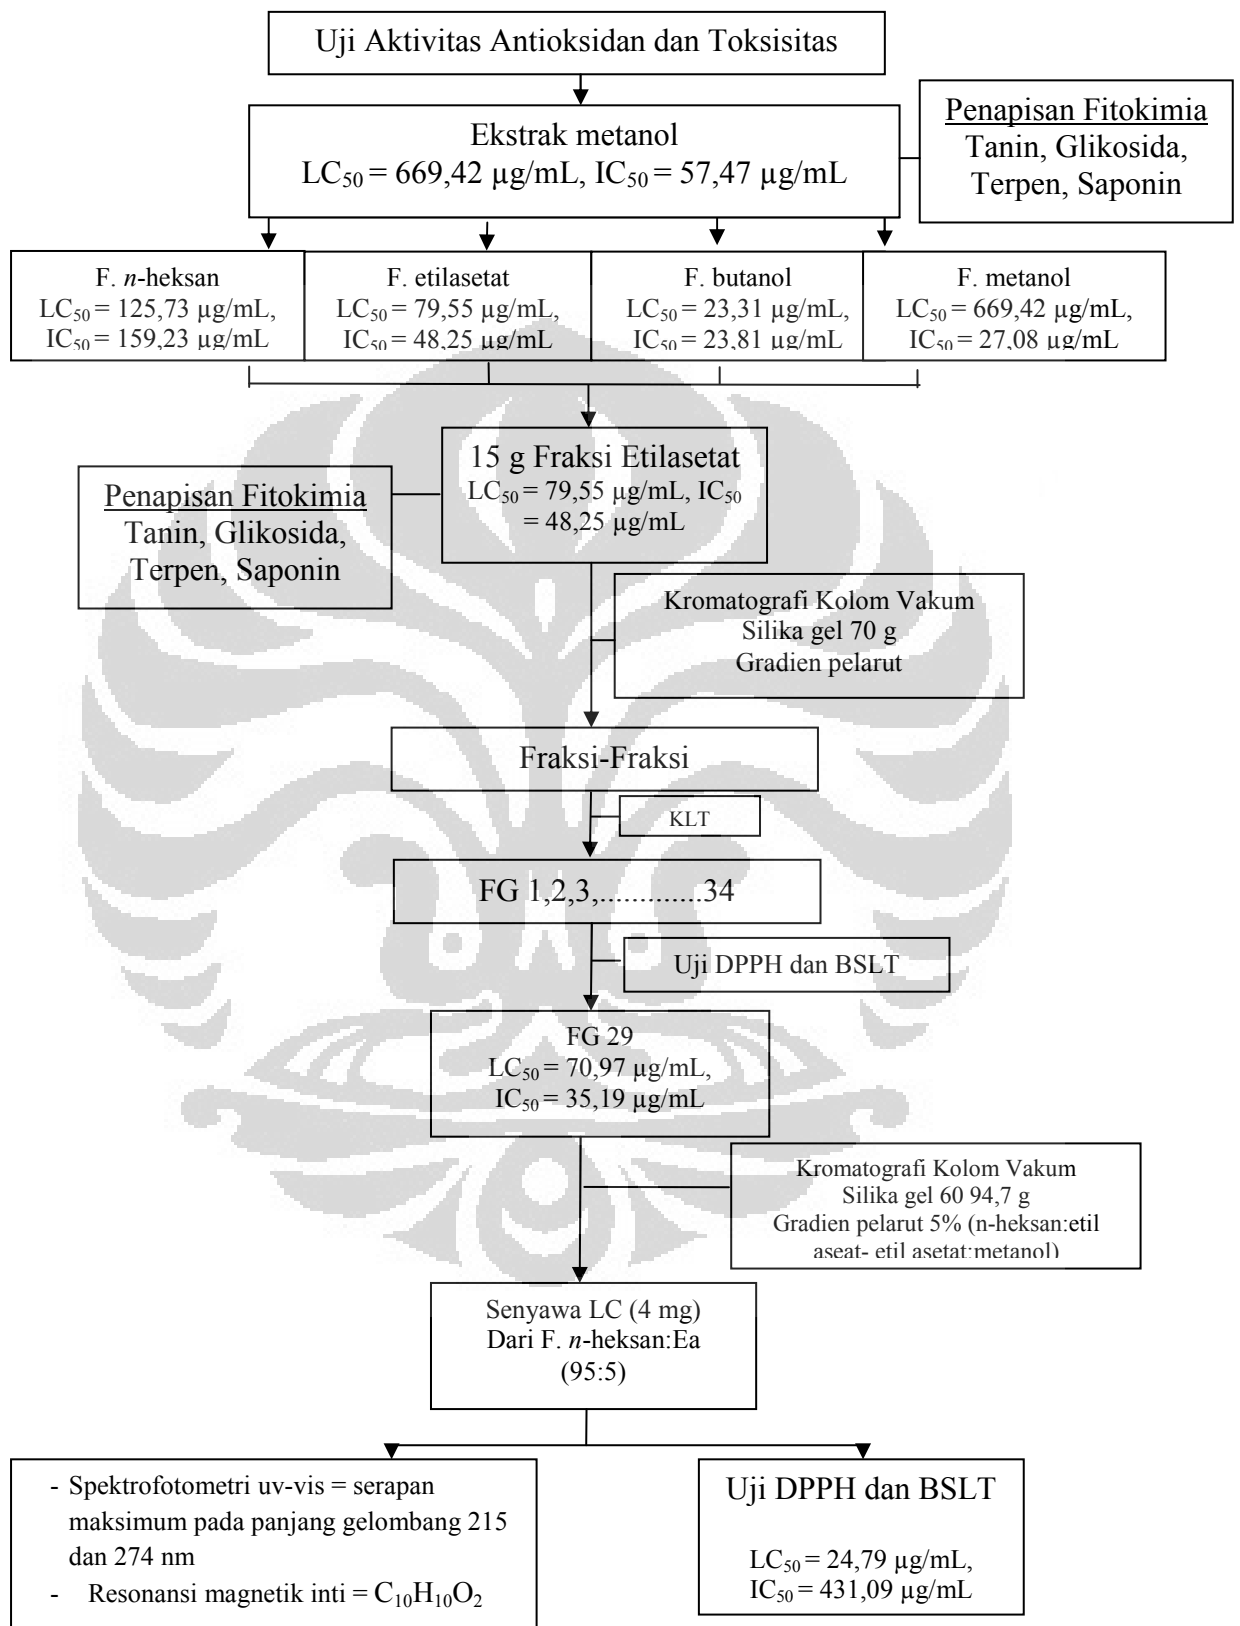 Uji Aktivitas Antioksidan dan Toksisitas
Ekstrak metanol
LC₅₀ = 669,42 µg/mL, IC₅₀ = 57,47 µg/mL
Penapisan Fitokimia
Tanin, Glikosida,
Terpen, Saponin
F. n-heksan
LC₅₀ = 125,73 µg/mL,
IC₅₀ = 159,23 µg/mL
F. etilasetat
LC₅₀ = 79,55 µg/mL,
IC₅₀ = 48,25 µg/mL
F. butanol
LC₅₀ = 23,31 µg/mL,
IC₅₀ = 23,81 µg/mL
F. metanol
LC₅₀ = 669,42 µg/mL,
IC₅₀ = 27,08 µg/mL
15 g Fraksi Etilasetat
LC₅₀ = 79,55 µg/mL, IC₅₀
= 48,25 µg/mL
Penapisan Fitokimia
Tanin, Glikosida,
Terpen, Saponin
Kromatografi Kolom Vakum
Silika gel 70 g
Gradien pelarut
Fraksi-Fraksi
KLT
FG 1,2,3,.............34
Uji DPPH dan BSLT
FG 29
LC₅₀ = 70,97 µg/mL,
IC₅₀ = 35,19 µg/mL
Kromatografi Kolom Vakum
Silika gel 60 94,7 g
Gradien pelarut 5% (n-heksan:etil
aseat- etil asetat:metanol)
Senyawa LC (4 mg)
Dari F. n-heksan:Ea
(95:5)
- Spektrofotometri uv-vis = serapan
maksimum pada panjang gelombang 215
dan 274 nm
- Resonansi magnetik inti = C₁₀H₁₀O₂
Uji DPPH dan BSLT
LC₅₀ = 24,79 µg/mL,
IC₅₀ = 431,09 µg/mL